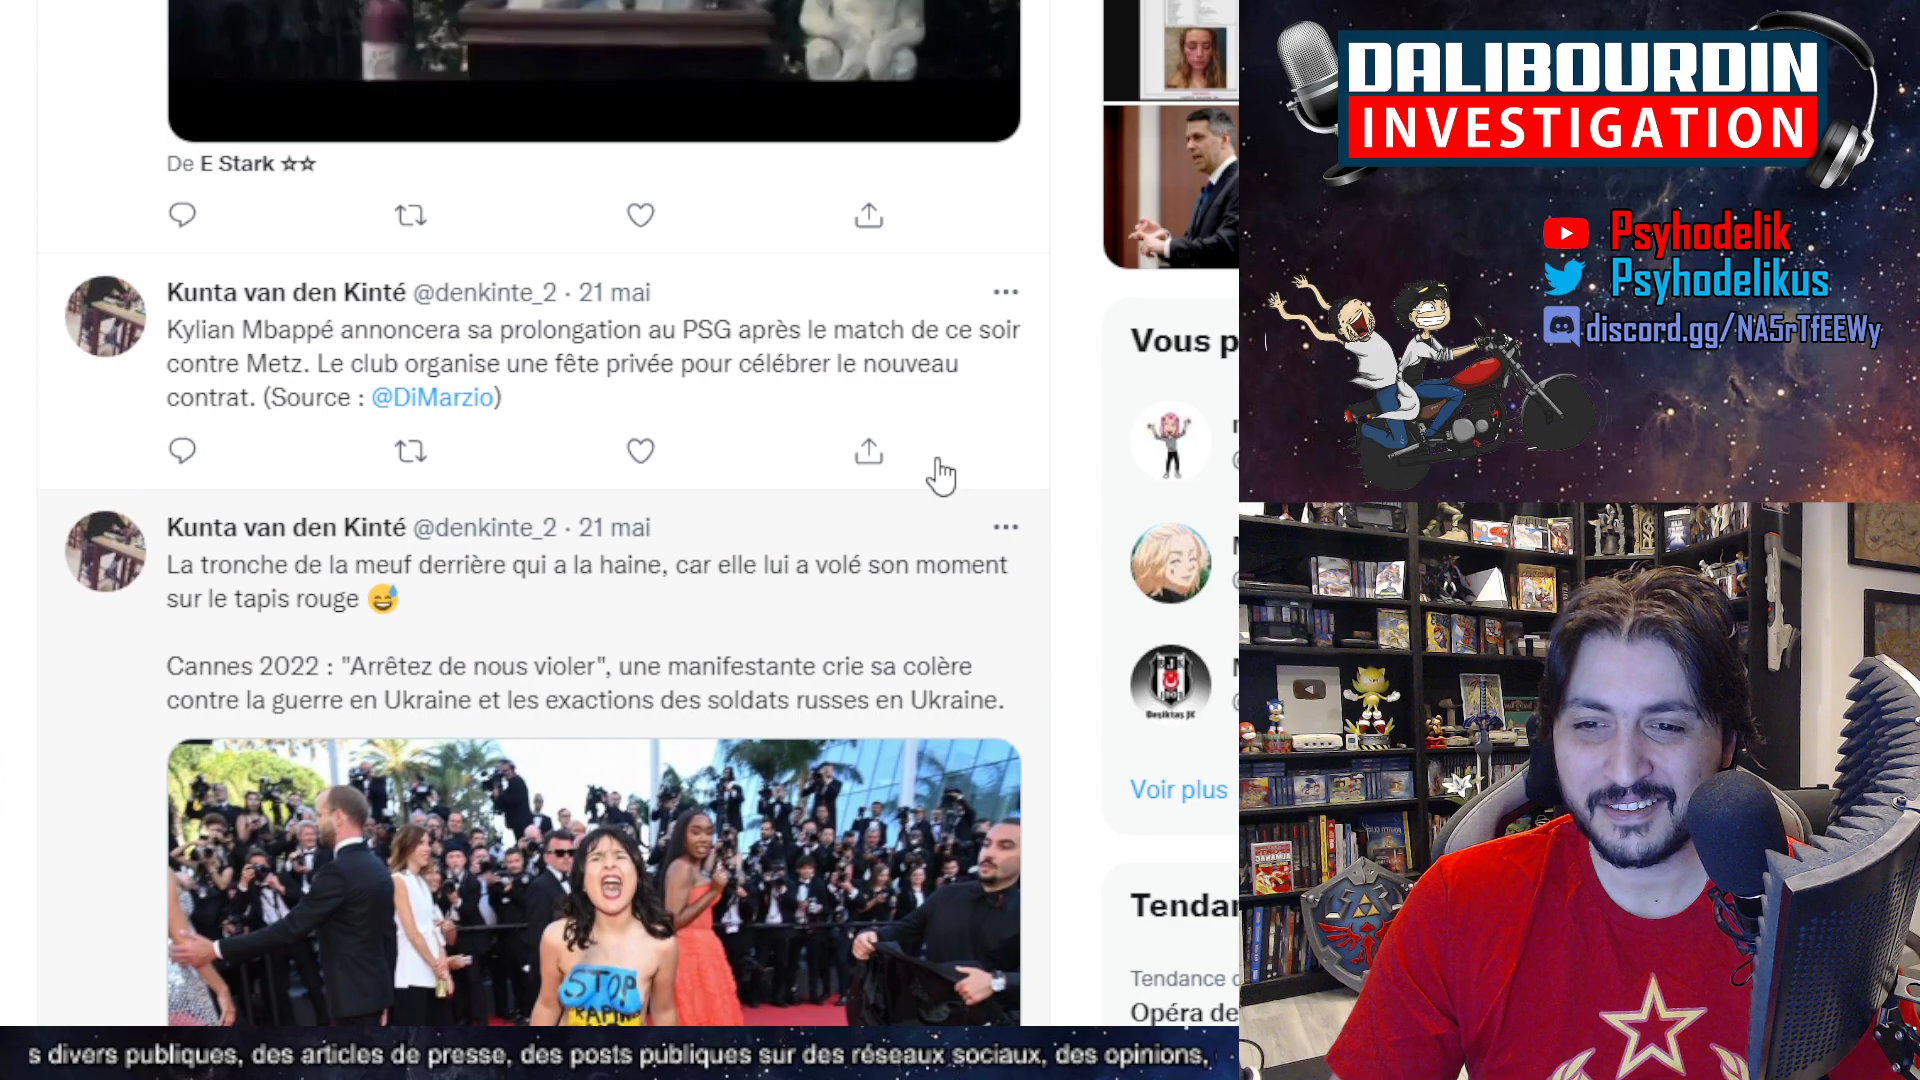 De E Stark ☆☆
Kunta van den Kinté @denkinte_2 · 21 mai
Kylian Mbappé annoncera sa prolongation au PSG après le match de ce soir
contre Metz. Le club organise une fête privée pour célébrer le nouveau
contrat. (Source : @DiMarzio)
Kunta van den Kinté @denkinte_2 · 21 mai
La tronche de la meuf derrière qui a la haine, car elle lui a volé son moment
sur le tapis rouge 😅
Cannes 2022 : "Arrêtez de nous violer", une manifestante crie sa colère
contre la guerre en Ukraine et les exactions des soldats russes en Ukraine.
STOP
Vous p
Beşiktaş JK
Voir plus
Tendan
Tendance
Opéra de
DALIBOURDIN
INVESTIGATION
Psyhodelik
Psyhodelikus
discord.gg/NA5rTfEEWy
s divers publiques, des articles de presse, des posts publiques sur des réseaux sociaux, des opinions,